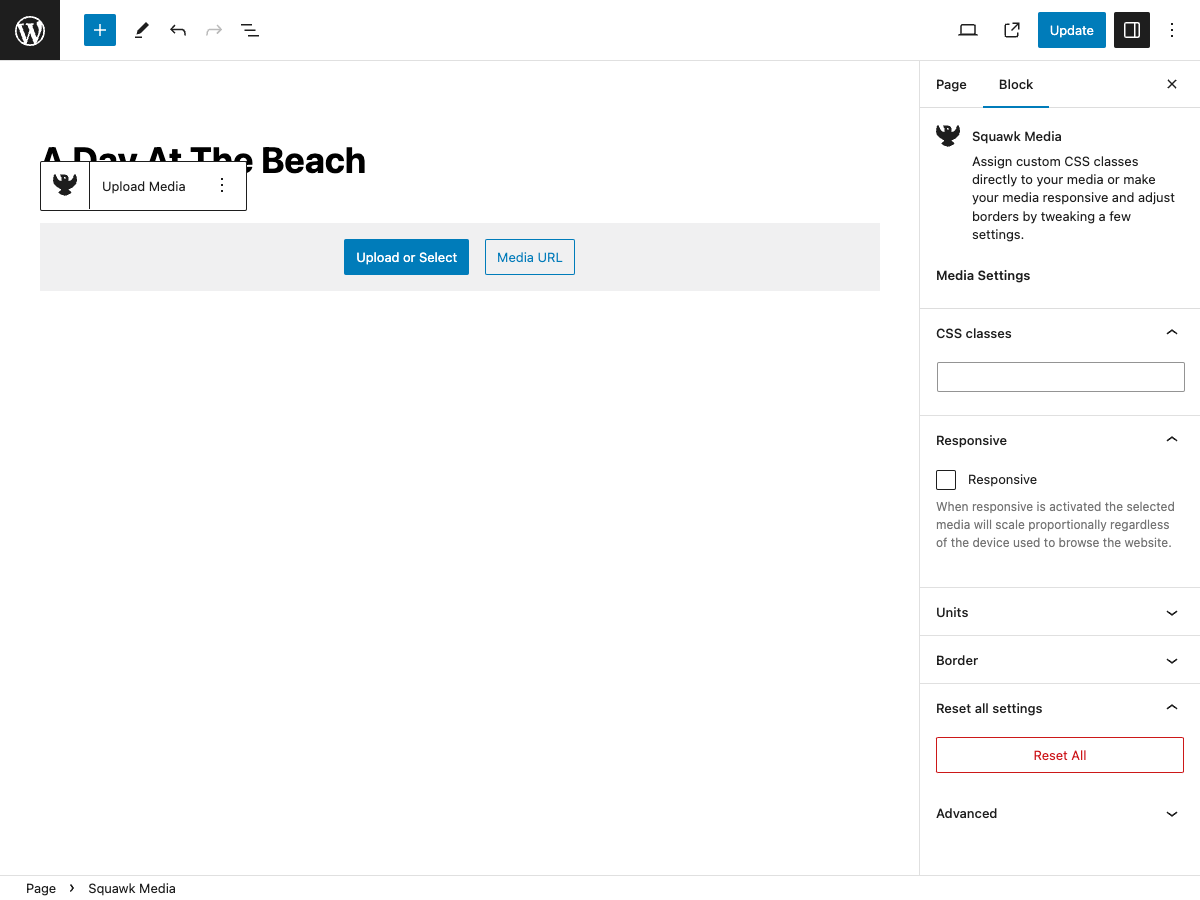 Update
Page
Block
A Day At The Beach
Upload Media
Upload or Select
Media URL
Squawk Media
Assign custom CSS classes
directly to your media or make
your media responsive and adjust
borders by tweaking a few
settings.
Media Settings
CSS classes
Responsive
Responsive
When responsive is activated the selected
media will scale proportionally regardless
of the device used to browse the website.
Units
Border
Reset all settings
Reset All
Advanced
Page › Squawk Media